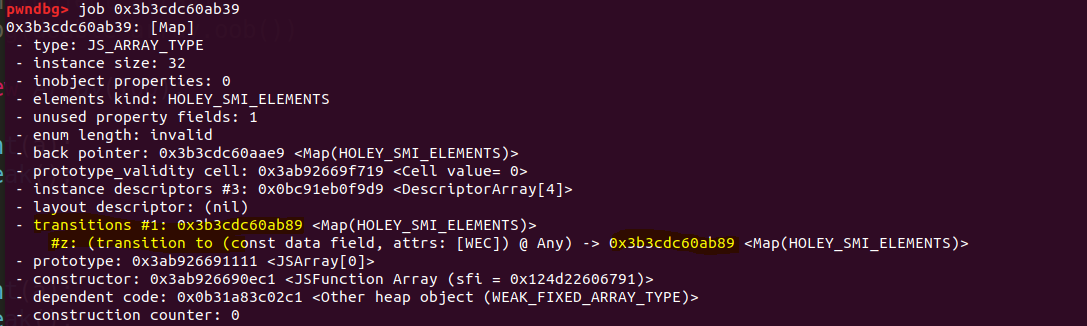 pwndbg> job 0x3b3cdc60ab39
0x3b3cdc60ab39: [Map]
- type: JS_ARRAY_TYPE
- instance size: 32
- inobject properties: 0
- elements kind: HOLEY_SMI_ELEMENTS
- unused property fields: 1
- enum length: invalid
- back pointer: 0x3b3cdc60aae9 <Map(HOLEY_SMI_ELEMENTS)>
- prototype_validity cell: 0x3ab92669f719 <Cell value= 0>
- instance descriptors #3: 0x0bc91eb0f9d9 <DescriptorArray[4]>
- layout descriptor: (nil)
- transitions #1: 0x3b3cdc60ab89 <Map(HOLEY_SMI_ELEMENTS)>
#z: (transition to (const data field, attrs: [WEC]) @ Any) -> 0x3b3cdc60ab89 <Map(HOLEY_SMI_ELEMENTS)>
- prototype: 0x3ab926691111 <JSArray[0]>
- constructor: 0x3ab926690ec1 <JSFunction Array (sfi = 0x124d22606791)>
- dependent code: 0x0b31a83c02c1 <Other heap object (WEAK_FIXED_ARRAY_TYPE)>
- construction counter: 0